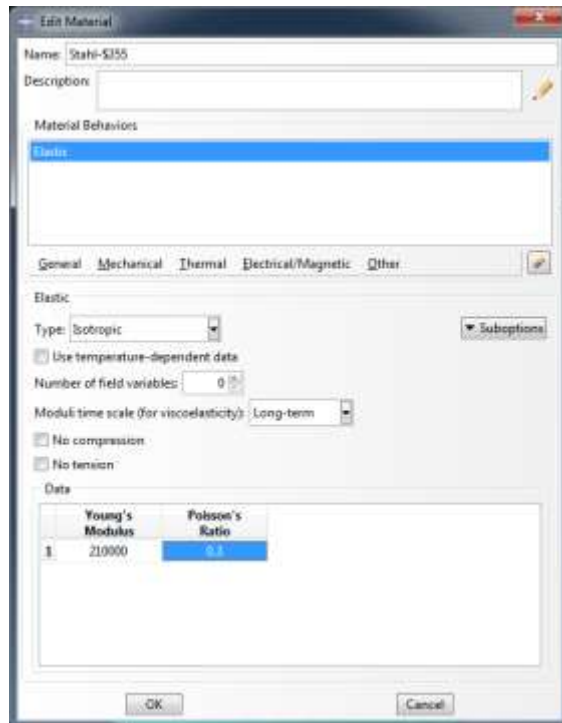 Edit Material
Name: Stahl-S355
Description:
Material Behaviors
Elastic
General Mechanical Thermal Electrical/Magnetic Other
Elastic
Type: Isotropic
Suboptions
Use temperature-dependent data
Number of field variables: 0
Moduli time scale (for viscoelasticity): Long-term
No compression
No tension
Data
Young's Modulus
Poisson's Ratio
1 210000 0.3
OK Cancel